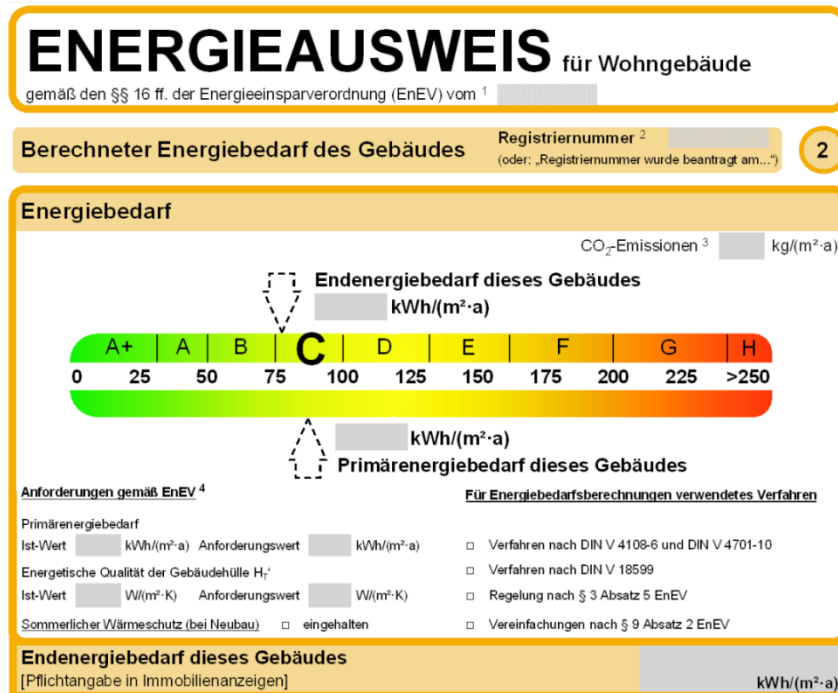 ENERGIEAUSWEIS für Wohngebäude
gemäß den §§ 16 ff. der Energieeinsparverordnung (EnEV) vom ¹
Berechneter Energiebedarf des Gebäudes
Registriernummer ²
(oder: „Registriernummer wurde beantragt am...“)
2
Energiebedarf
CO₂-Emissionen ³ kg/(m²·a)
Endenergiebedarf dieses Gebäudes
kWh/(m²·a)
A+ A B C D E F G H
0 25 50 75 100 125 150 175 200 225 >250
kWh/(m²·a)
Primärenergiebedarf dieses Gebäudes
Anforderungen gemäß EnEV ⁴
Primärenergiebedarf
Ist-Wert kWh/(m²·a) Anforderungswert kWh/(m²·a)
Energetische Qualität der Gebäudehülle H_T'
Ist-Wert W/(m²·K) Anforderungswert W/(m²·K)
Sommerlicher Wärmeschutz (bei Neubau) □ eingehalten
Für Energiebedarfsberechnungen verwendetes Verfahren
□ Verfahren nach DIN V 4108-6 und DIN V 4701-10
□ Verfahren nach DIN V 18599
□ Regelung nach § 3 Absatz 5 EnEV
□ Vereinfachungen nach § 9 Absatz 2 EnEV
Endenergiebedarf dieses Gebäudes
[Pflichtangabe in Immobilienanzeigen]
kWh/(m²·a)